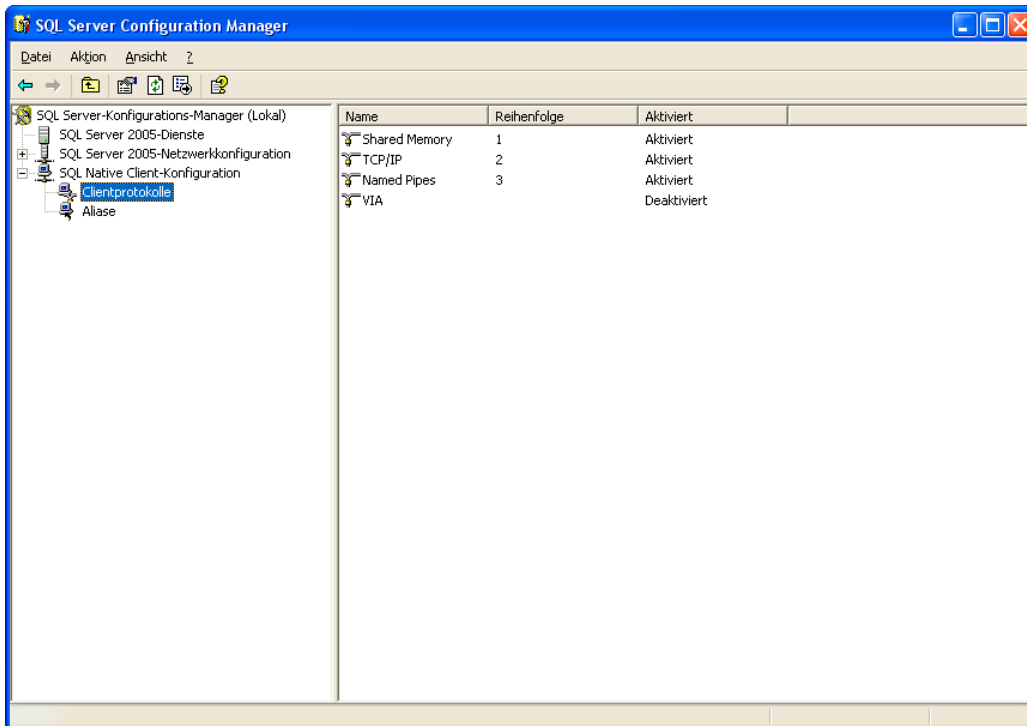 SQL Server Configuration Manager
Datei Aktion Ansicht ?
SQL Server-Konfigurations-Manager (Lokal)
SQL Server 2005-Dienste
SQL Server 2005-Netzwerkkonfiguration
SQL Native Client-Konfiguration
Clientprotokolle
Aliase
Name Reihenfolge Aktiviert
Shared Memory 1 Aktiviert
TCP/IP 2 Aktiviert
Named Pipes 3 Aktiviert
VIA Deaktiviert